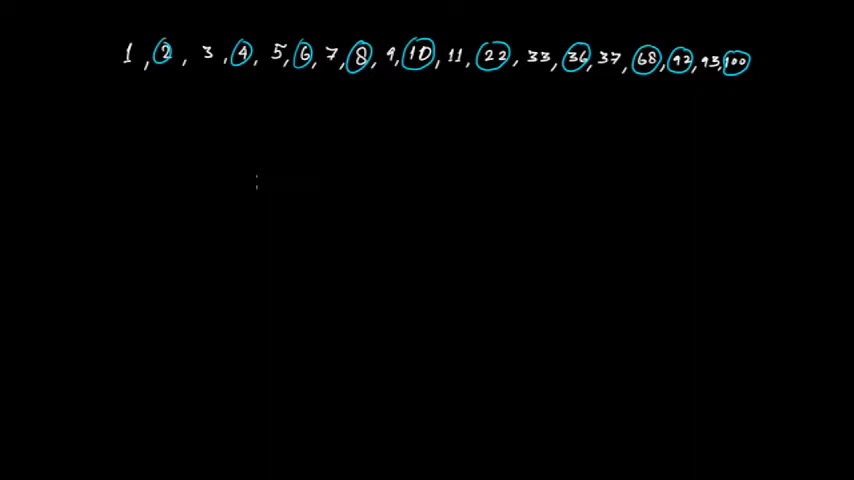 1, 2, 3, 4, 5, 6, 7, 8, 9, 10, 11, 22, 33, 36, 37, 68, 92, 93, 100